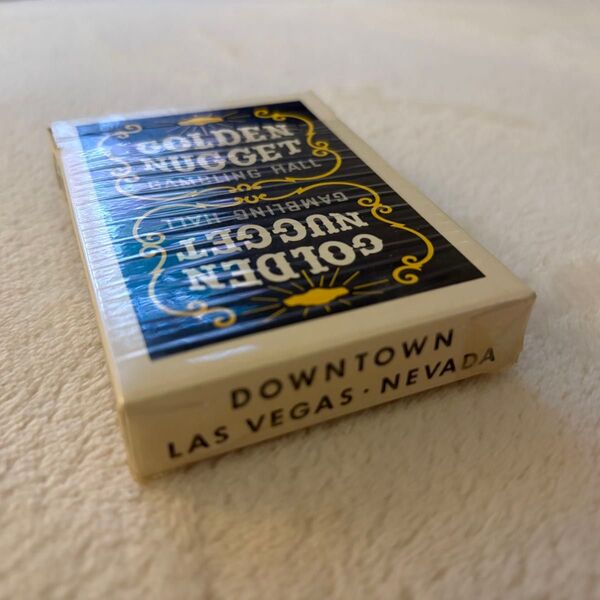 GOLDEN
NUGGET
GAMBLING HALL
GAMBLING HALL
NUGGET
GOLDEN
DOWNTOWN
LAS VEGAS · NEVADA